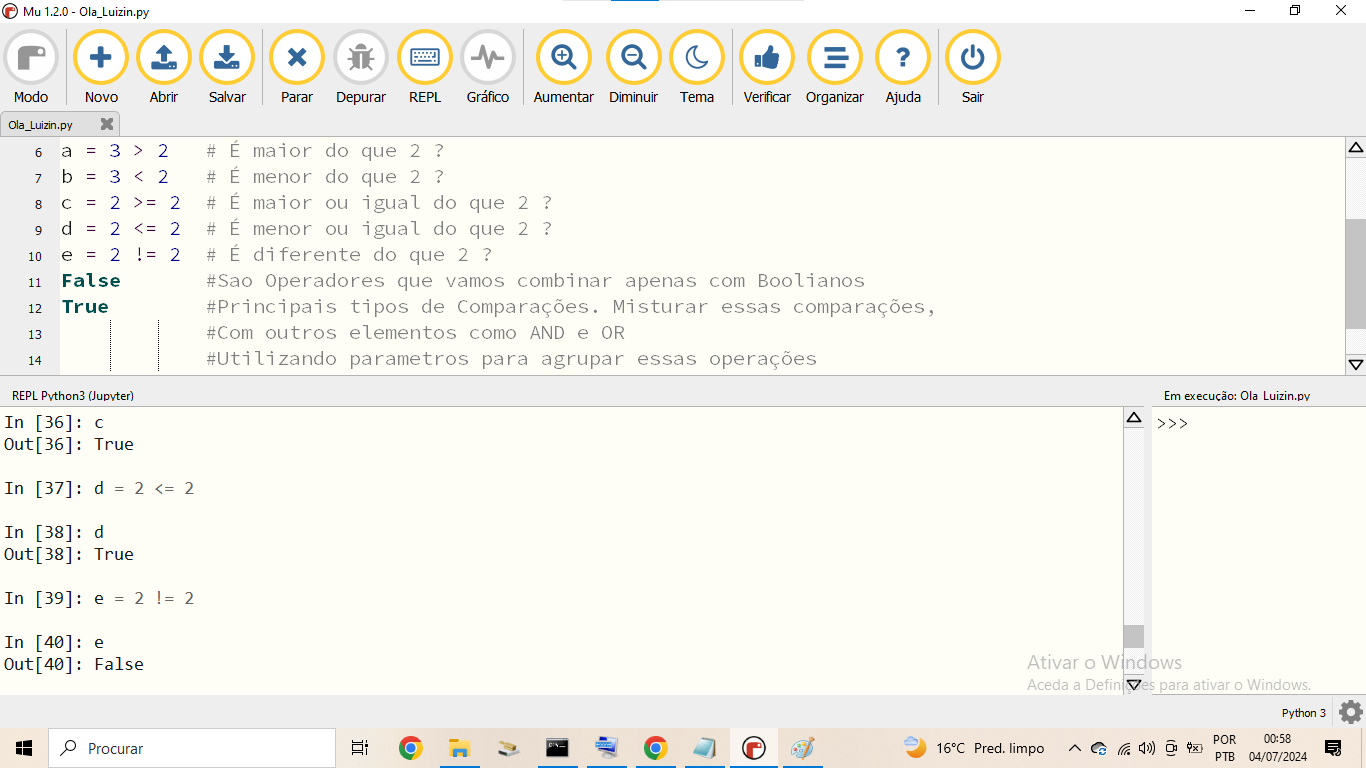 Mu 1.2.0 - Ola_Luizin.py
Modo Novo Abrir Salvar Parar Depurar REPL Gráfico Aumentar Diminuir Tema Verificar Organizar Ajuda Sair
Ola_Luizin.py
6 a = 3 > 2 # É maior do que 2 ?
7 b = 3 < 2 # É menor do que 2 ?
8 c = 2 >= 2 # É maior ou igual do que 2 ?
9 d = 2 <= 2 # É menor ou igual do que 2 ?
10 e = 2 != 2 # É diferente do que 2 ?
11 False #Sao Operadores que vamos combinar apenas com Boolianos
12 True #Principais tipos de Comparações. Misturar essas comparações,
13 #Com outros elementos como AND e OR
14 #Utilizando parametros para agrupar essas operações
REPL Python3 (Jupyter)
In [36]: c
Out[36]: True
In [37]: d = 2 <= 2
In [38]: d
Out[38]: True
In [39]: e = 2 != 2
In [40]: e
Out[40]: False
Em execução: Ola_Luizin.py
>>>
Ativar o Windows
Aceda a Definições para ativar o Windows.
Python 3
Procurar
16°C Pred. limpo
POR
PTB
00:58
04/07/2024